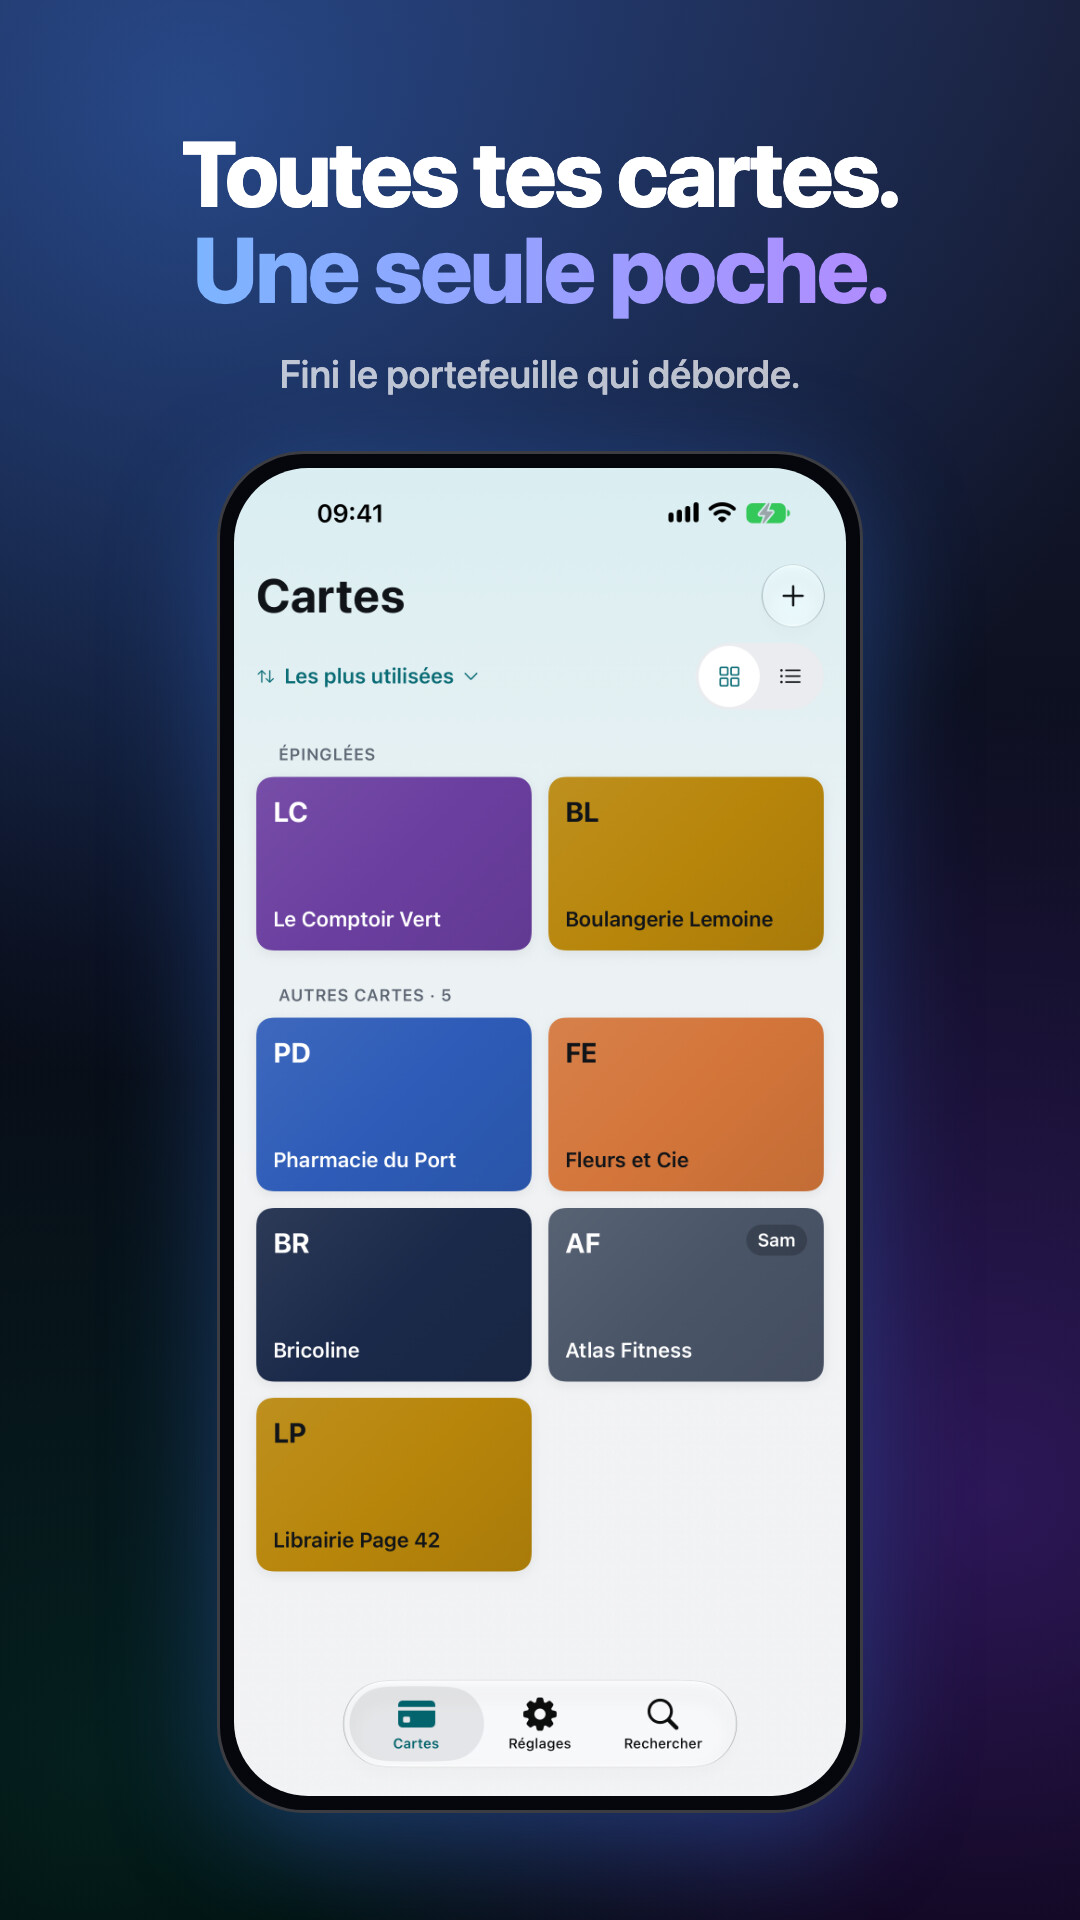 Toutes tes cartes.
Une seule poche.
Fini le portefeuille qui déborde.
09:41
Cartes
Les plus utilisées
ÉPINGLÉES
LC
Le Comptoir Vert
BL
Boulangerie Lemoine
AUTRES CARTES · 5
PD
Pharmacie du Port
FE
Fleurs et Cie
BR
Bricoline
AF
Sam
Atlas Fitness
LP
Librairie Page 42
Cartes
Réglages
Rechercher